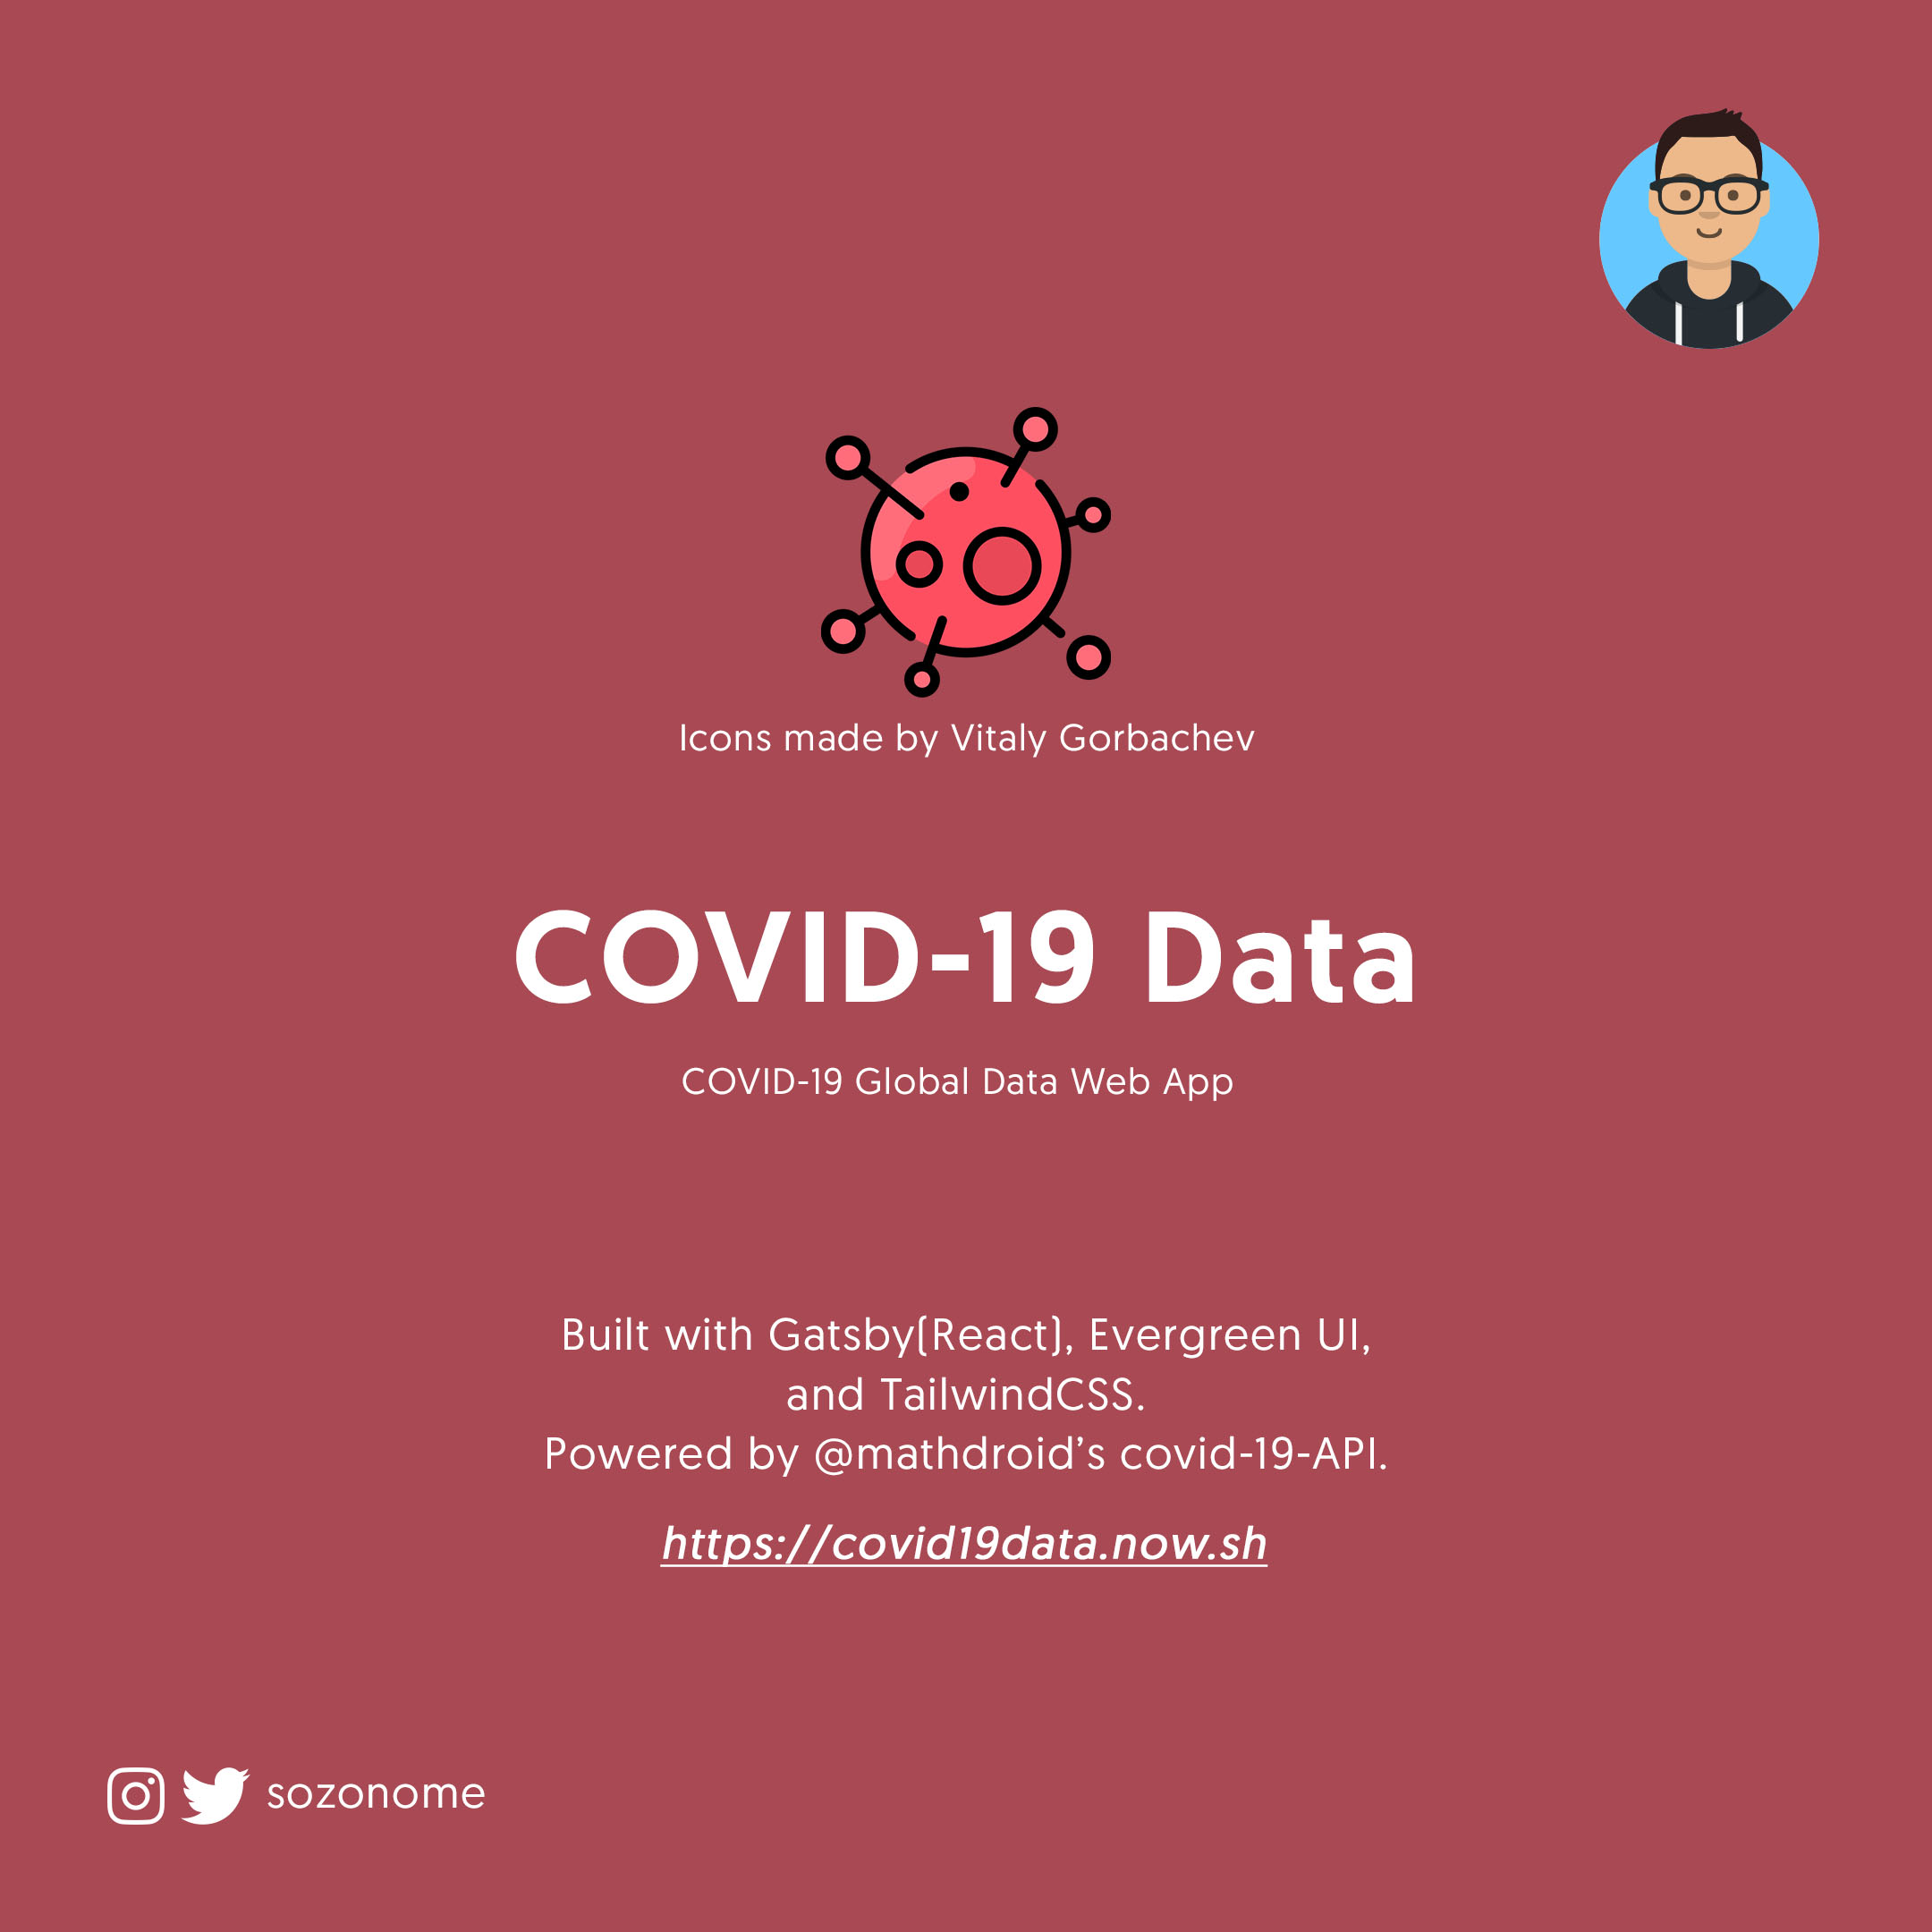 Icons made by Vitaly Gorbachev
COVID-19 Data
COVID-19 Global Data Web App
Built with Gatsby(React), Evergreen UI,
and TailwindCSS.
Powered by @mathdroid’s covid-19-API.
https://covid19data.now.sh
sozonome